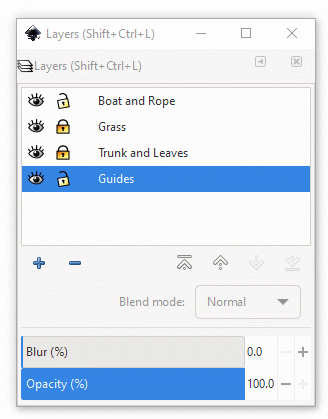 Layers (Shift+Ctrl+L)
Layers (Shift+Ctrl+L)
Boat and Rope
Grass
Trunk and Leaves
Guides
Blend mode: Normal
Blur (%) 0.0
Opacity (%) 100.0